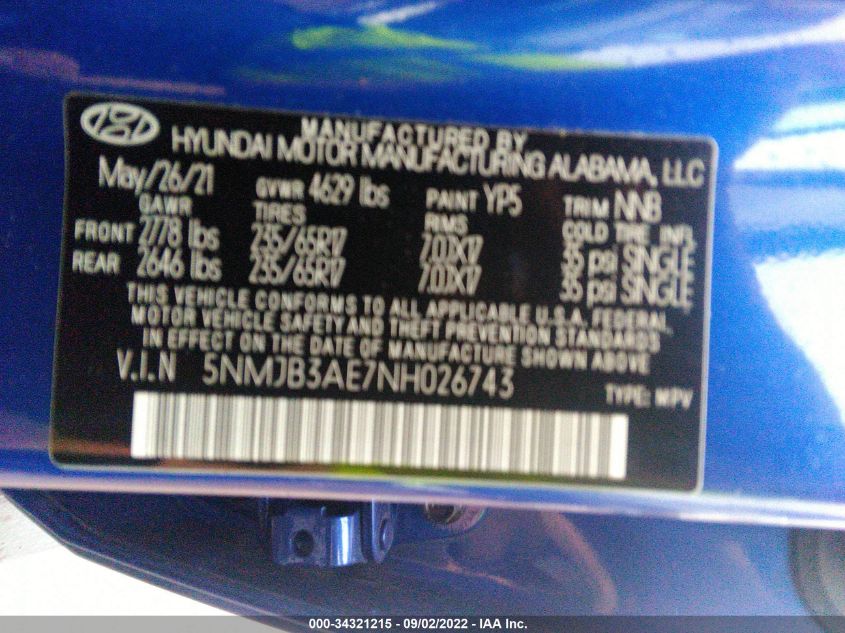 MANUFACTURED BY
HYUNDAI MOTOR MANUFACTURING ALABAMA, LLC
May/26/21 GVWR 4629 lbs PAINT YP5 TRIM NNB
GAWR TIRES RIMS COLD TIRE INFL.
FRONT 2778 lbs 235/65R17 7.0JX17 35 psi SINGLE
REAR 2646 lbs 235/65R17 7.0JX17 35 psi SINGLE
THIS VEHICLE CONFORMS TO ALL APPLICABLE U.S.A. FEDERAL
MOTOR VEHICLE SAFETY AND THEFT PREVENTION STANDARDS
IN EFFECT ON THE DATE OF MANUFACTURE SHOWN ABOVE
V.I.N 5NMJB3AE7NH026743
TYPE: MPV
000-34321215 - 09/02/2022 - IAA Inc.